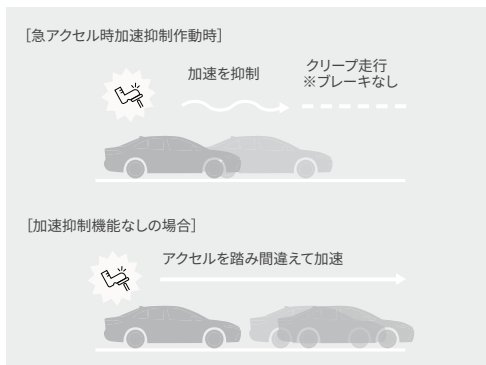 ［急アクセル時加速抑制作動時］
加速を抑制
クリープ走行
※ブレーキなし
［加速抑制機能なしの場合］
アクセルを踏み間違えて加速